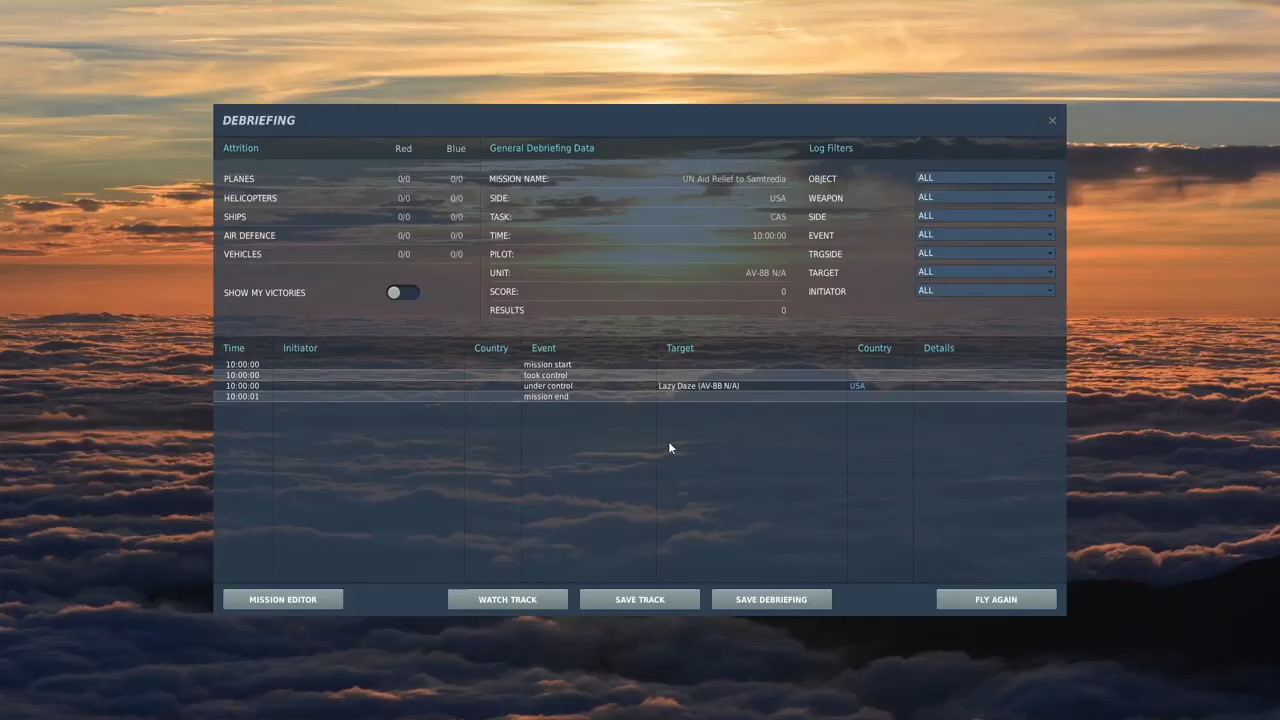 DEBRIEFING
Attrition Red Blue General Debriefing Data Log Filters
PLANES 0/0 0/0 MISSION NAME: UN Aid Relief to Samtredia OBJECT ALL
HELICOPTERS 0/0 0/0 SIDE: USA WEAPON ALL
SHIPS 0/0 0/0 TASK: CAS SIDE ALL
AIR DEFENCE 0/0 0/0 TIME: 10:00:00 EVENT ALL
VEHICLES 0/0 0/0 PILOT: TRGSIDE ALL
UNIT: AV-8B N/A TARGET ALL
SHOW MY VICTORIES SCORE: 0 INITIATOR ALL
RESULTS 0
Time Initiator Country Event Target Country Details
10:00:00 mission start
10:00:00 took control
10:00:00 under control Lazy Daze (AV-8B N/A) USA
10:00:01 mission end
MISSION EDITOR WATCH TRACK SAVE TRACK SAVE DEBRIEFING FLY AGAIN